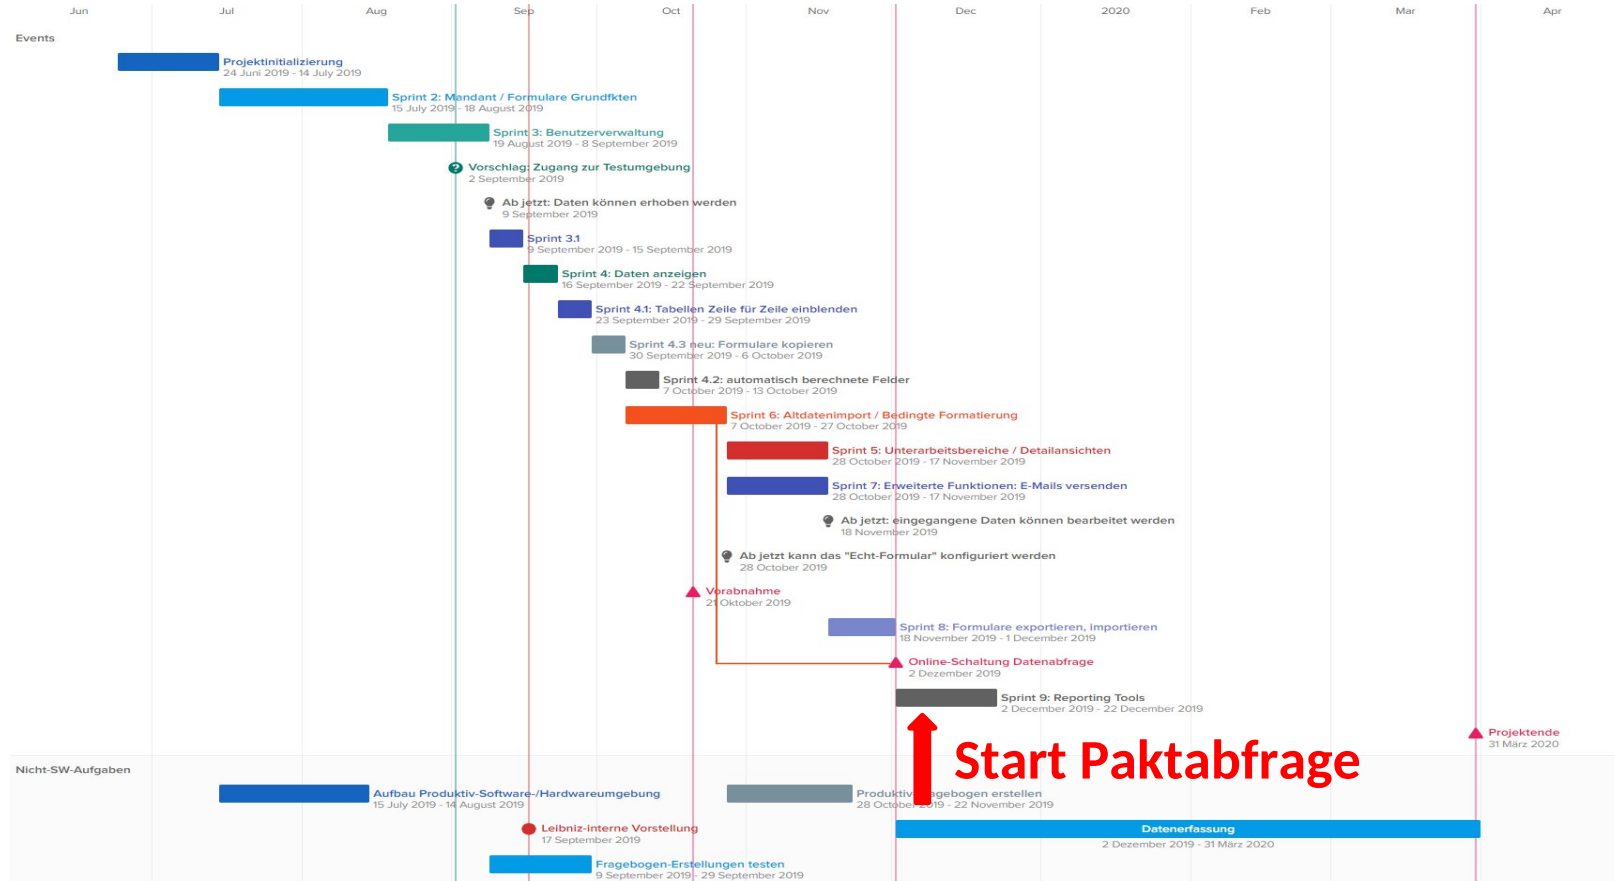 Jun Jul Aug Sep Oct Nov Dec 2020 Feb Mar Apr
Events
Projektinitializierung
24 Juni 2019 - 14 July 2019
Sprint 2: Mandant / Formulare Grundfkten
15 July 2019 - 18 August 2019
Sprint 3: Benutzerverwaltung
19 August 2019 - 8 September 2019
Vorschlag: Zugang zur Testumgebung
2 September 2019
Ab jetzt: Daten können erhoben werden
9 September 2019
Sprint 3.1
9 September 2019 - 15 September 2019
Sprint 4: Daten anzeigen
16 September 2019 - 22 September 2019
Sprint 4.1: Tabellen Zeile für Zeile einblenden
23 September 2019 - 29 September 2019
Sprint 4.3 neu: Formulare kopieren
30 September 2019 - 6 October 2019
Sprint 4.2: automatisch berechnete Felder
7 October 2019 - 13 October 2019
Sprint 6: Altdatenimport / Bedingte Formatierung
7 October 2019 - 27 October 2019
Sprint 5: Unterarbeitsbereiche / Detailansichten
28 October 2019 - 17 November 2019
Sprint 7: Erweiterte Funktionen: E-Mails versenden
28 October 2019 - 17 November 2019
Ab jetzt: eingegangene Daten können bearbeitet werden
18 November 2019
Ab jetzt kann das "Echt-Formular" konfiguriert werden
28 October 2019
Vorabnahme
21 Oktober 2019
Sprint 8: Formulare exportieren, importieren
18 November 2019 - 1 December 2019
Online-Schaltung Datenabfrage
2 Dezember 2019
Sprint 9: Reporting Tools
2 December 2019 - 22 December 2019
Projektende
31 März 2020
Start Paktabfrage
Nicht-SW-Aufgaben
Aufbau Produktiv-Software-/Hardwareumgebung
15 July 2019 - 14 August 2019
erstellen
28 October 2019 - 22 November 2019
Leibniz-interne Vorstellung
17 September 2019
Datenerfassung
2 Dezember 2019 - 31 März 2020
Fragebogen-Erstellungen testen
9 September 2019 - 29 September 2019